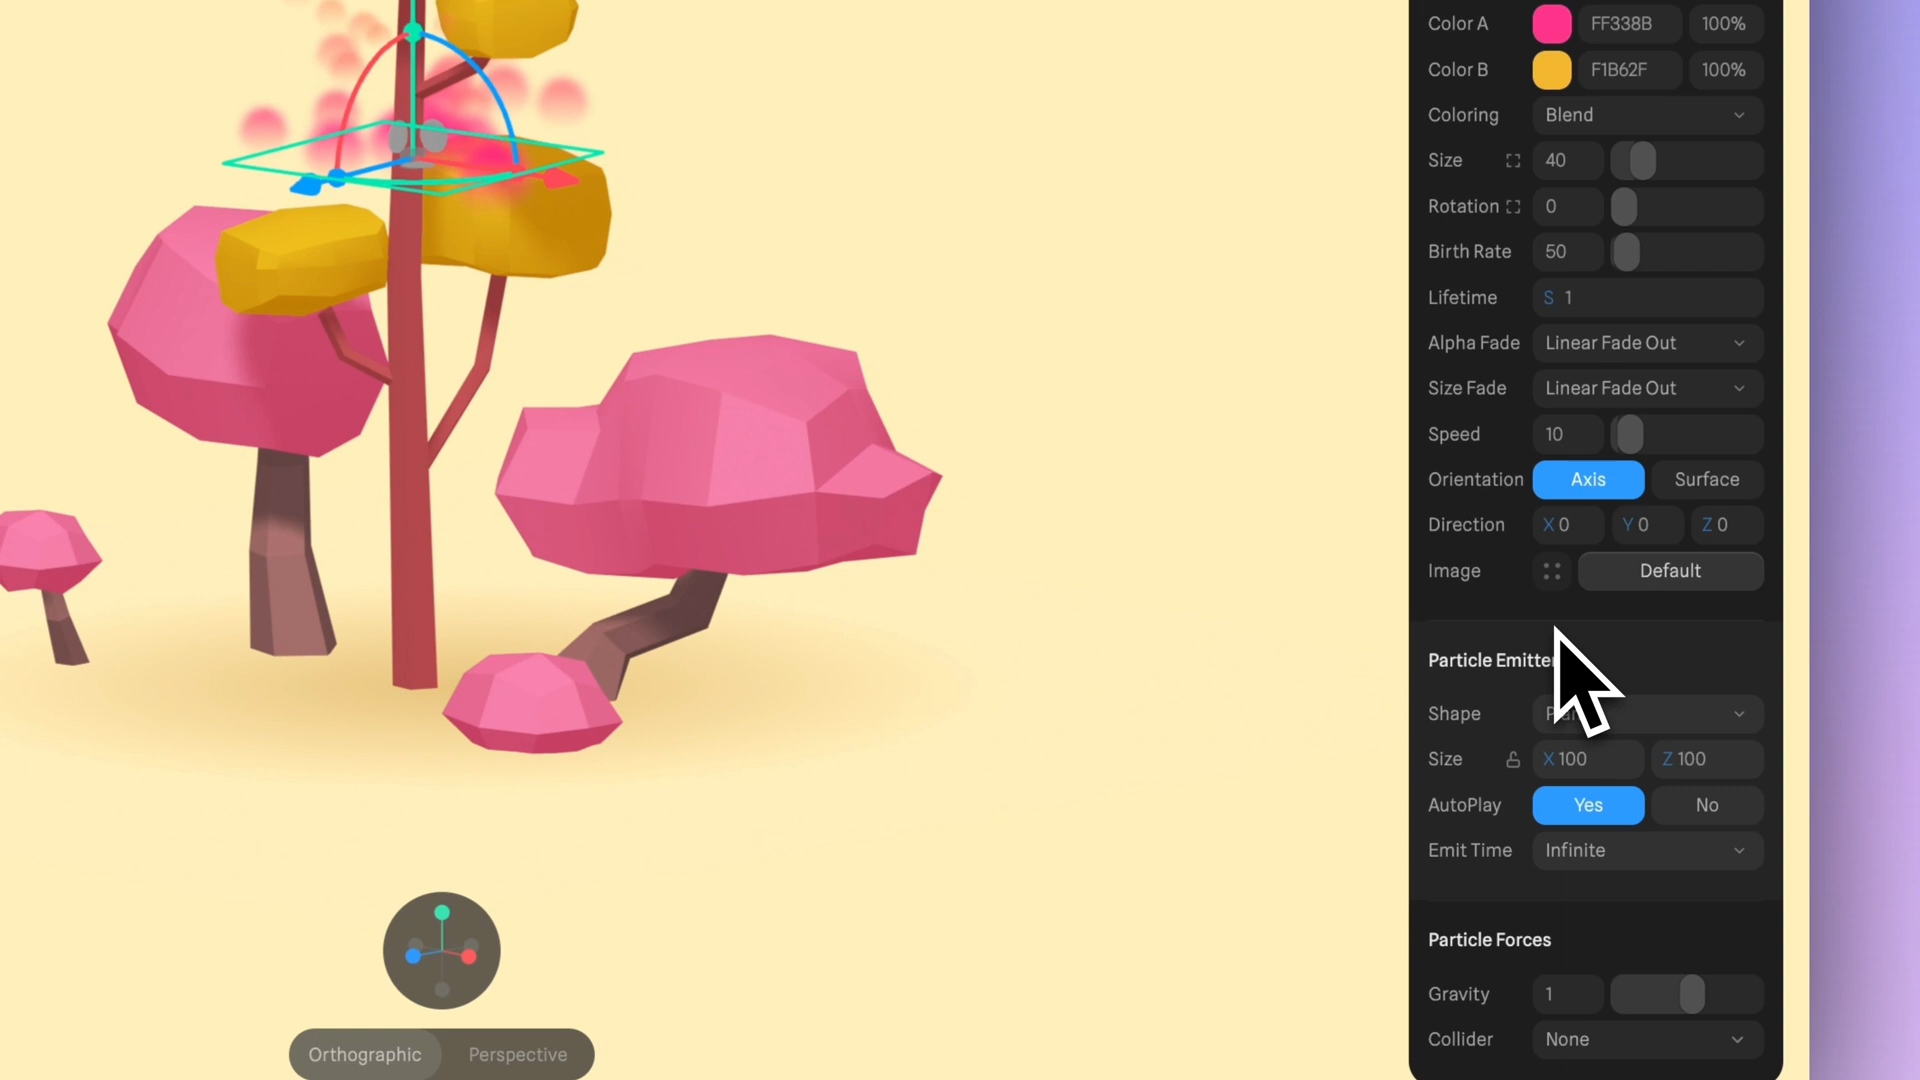 Color A FF338B 100%
Color B F1B62F 100%
Coloring Blend
Size 40
Rotation 0
Birth Rate 50
Lifetime S 1
Alpha Fade Linear Fade Out
Size Fade Linear Fade Out
Speed 10
Orientation Axis Surface
Direction X 0 Y 0 Z 0
Image Default
Particle Emitter
Shape
Size X 100 Z 100
AutoPlay Yes No
Emit Time Infinite
Particle Forces
Gravity 1
Collider None
Orthographic Perspective